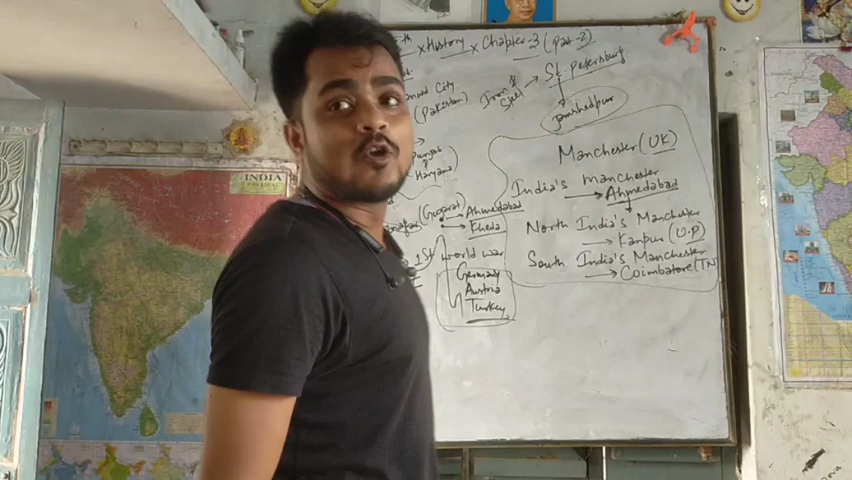 th × History × Chapter-3 (Part-2)
City
(Pakistan)
Iron & Steel → St. Petersburg
Jamshedpur
Punjab
Haryana
(Gujarat) → Ahmedabad
→ Kheda
1st world war
Germany
Austria
Turkey
Manchester (UK)
India's manchester
→ Ahmedabad
North India's Manchester
→ Kanpur (U.P)
South India's Manchester
→ Coimbatore (TN
INDIA